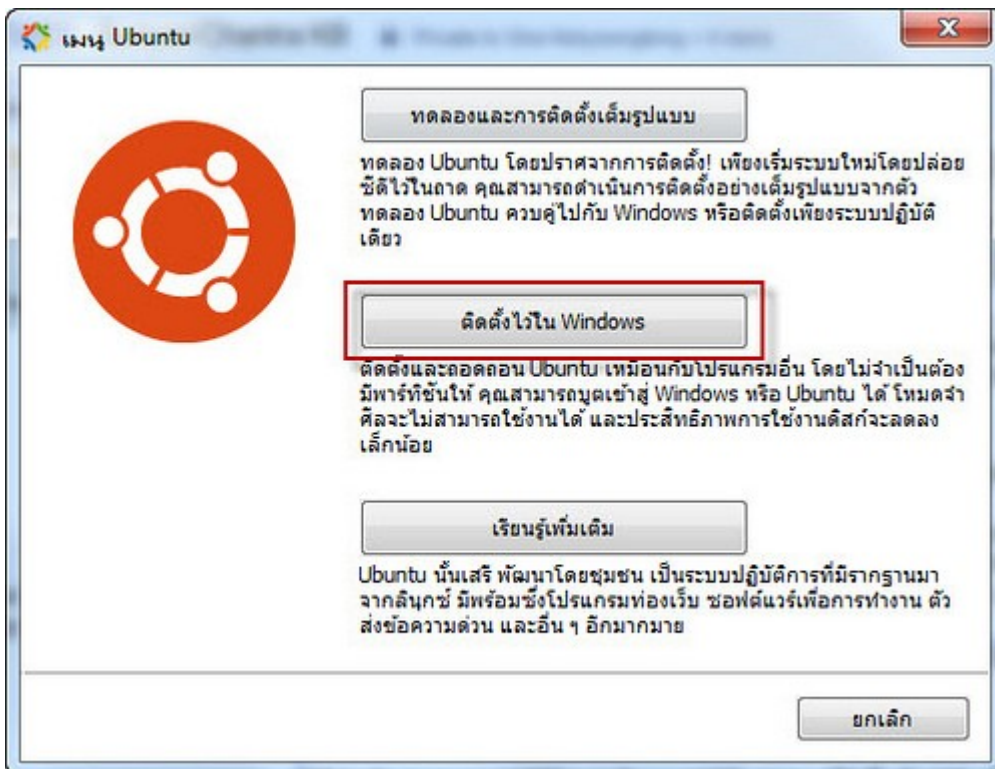 เมนู Ubuntu
ทดลองและการติดตั้งเต็มรูปแบบ
ทดลอง Ubuntu โดยปราศจากการติดตั้ง! เพียงเริ่มระบบใหม่โดยปล่อย
ซีดีไว้ในถาด คุณสามารถดำเนินการติดตั้งอย่างเต็มรูปแบบจากตัว
ทดลอง Ubuntu ควบคู่ไปกับ Windows หรือติดตั้งเพียงระบบปฏิบัติ
เดียว
ติดตั้งไว้ใน Windows
ติดตั้งและถอดถอน Ubuntu เหมือนกับโปรแกรมอื่น โดยไม่จำเป็นต้อง
มีพาร์ทิชันให้ คุณสามารถบูตเข้าสู่ Windows หรือ Ubuntu ได้ โหมดจำ
ศีลจะไม่สามารถใช้งานได้ และประสิทธิภาพการใช้งานดิสก์จะลดลง
เล็กน้อย
เรียนรู้เพิ่มเติม
Ubuntu นั้นเสรี พัฒนาโดยชุมชน เป็นระบบปฏิบัติการที่มีรากฐานมา
จากลินุกซ์ มีพร้อมซึ่งโปรแกรมท่องเว็บ ซอฟต์แวร์เพื่อการทำงาน ตัว
ส่งข้อความด่วน และอื่น ๆ อีกมากมาย
ยกเลิก